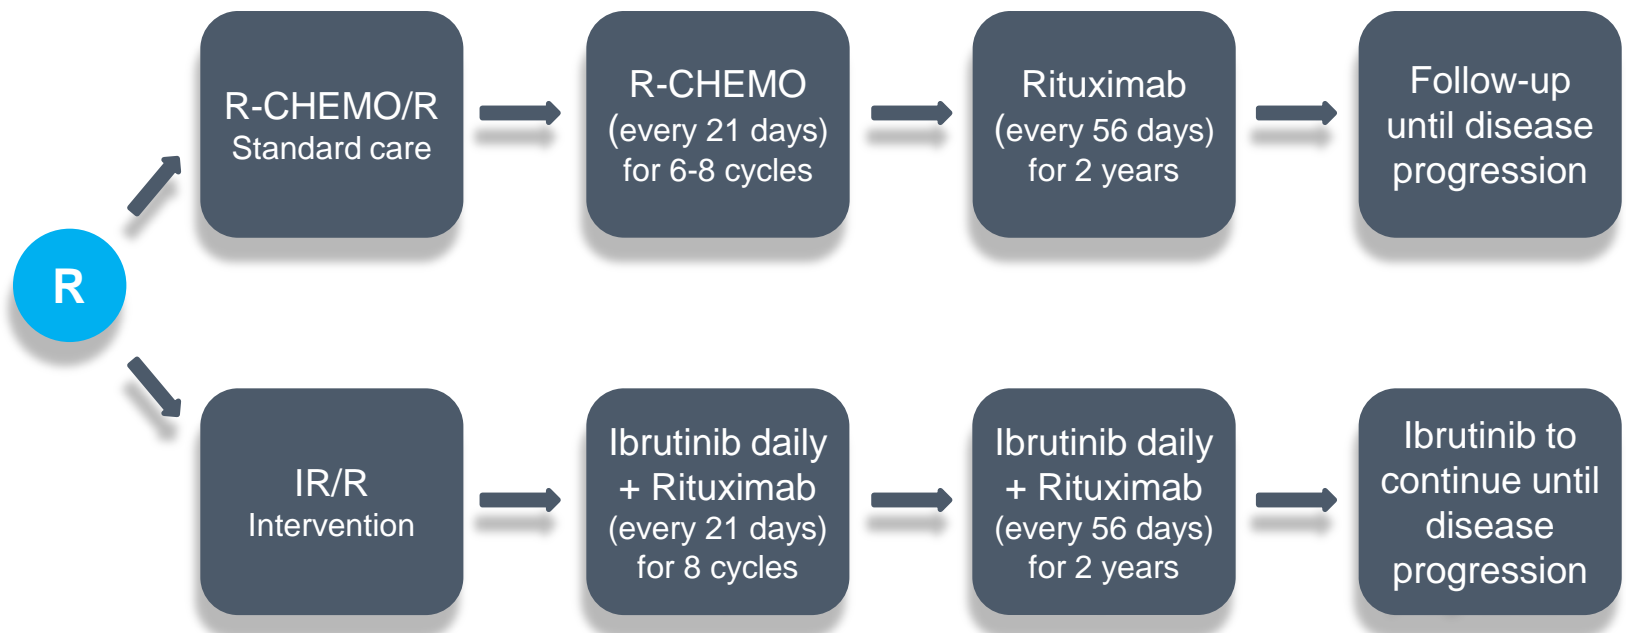 R
R-CHEMO/R
Standard care
R-CHEMO
(every 21 days)
for 6-8 cycles
Rituximab
(every 56 days)
for 2 years
Follow-up
until disease
progression
IR/R
Intervention
Ibrutinib daily
+ Rituximab
(every 21 days)
for 8 cycles
Ibrutinib daily
+ Rituximab
(every 56 days)
for 2 years
Ibrutinib to
continue until
disease
progression